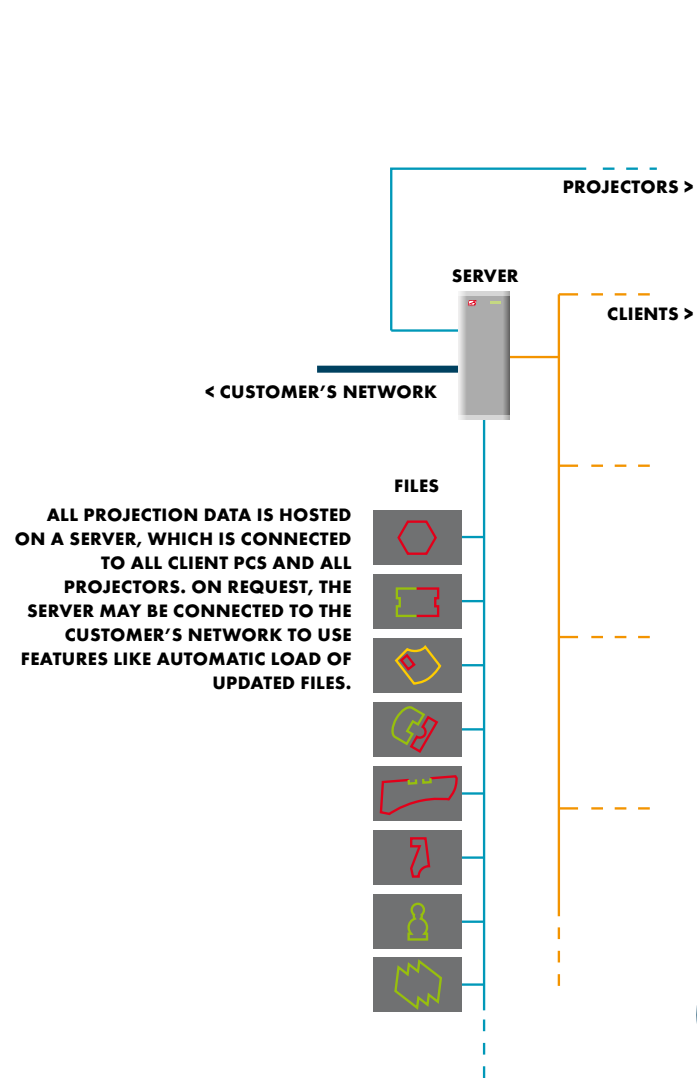 PROJECTORS >
SERVER
CLIENTS >
< CUSTOMER'S NETWORK
FILES
ALL PROJECTION DATA IS HOSTED
ON A SERVER, WHICH IS CONNECTED
TO ALL CLIENT PCS AND ALL
PROJECTORS. ON REQUEST, THE
SERVER MAY BE CONNECTED TO THE
CUSTOMER'S NETWORK TO USE
FEATURES LIKE AUTOMATIC LOAD OF
UPDATED FILES.